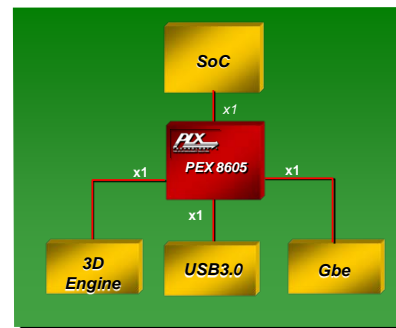 SoC
x1
PLX
PEX 8605
x1
x1
x1
3D
Engine
USB3.0
Gbe